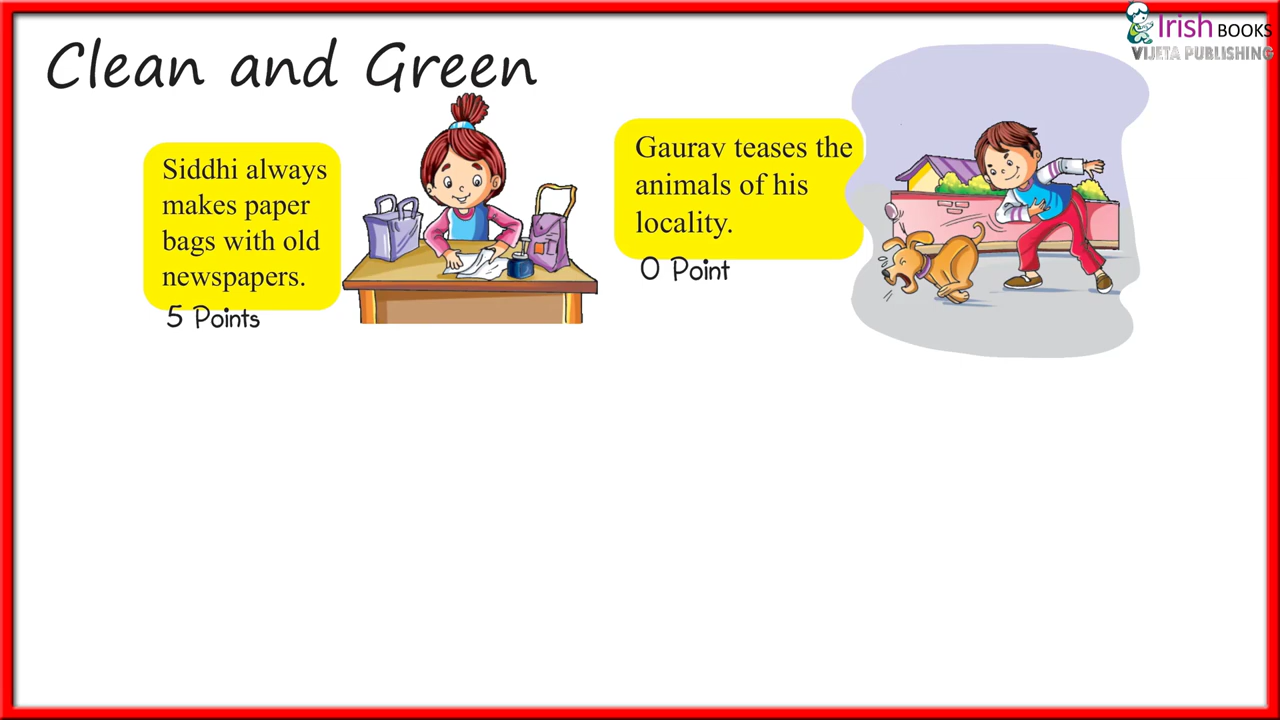 Irish BOOKS
VIJETA PUBLISHING
Clean and Green
Siddhi always
makes paper
bags with old
newspapers.
5 Points
Gaurav teases the
animals of his
locality.
0 Point